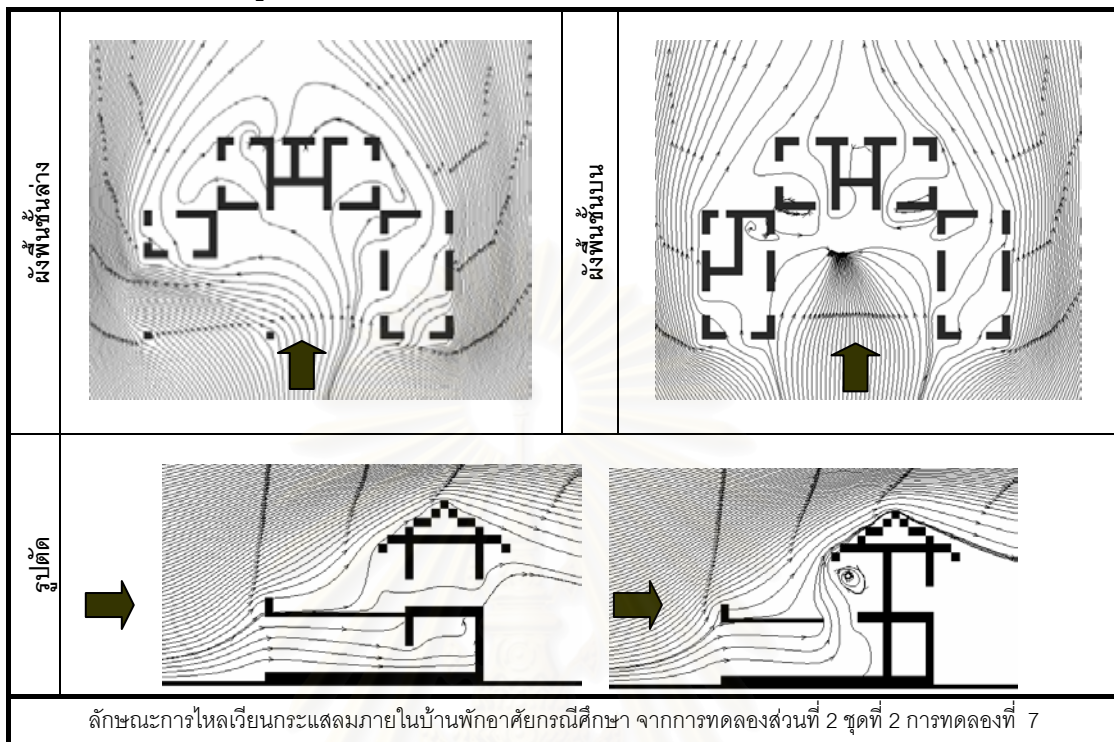 ผังพื้นชั้นล่าง
ผังพื้นชั้นบน
รูปตัด
ลักษณะการไหลเวียนกระแสลมภายในบ้านพักอาศัยกรณีศึกษา จากการทดลองส่วนที่ 2 ชุดที่ 2 การทดลองที่ 7